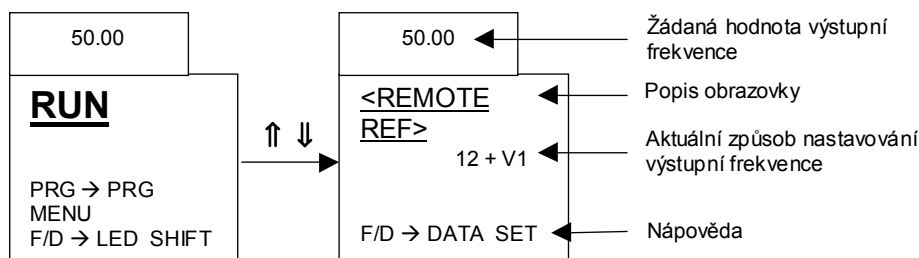 50.00
RUN
PRG → PRG
MENU
F/D → LED SHIFT
⇑ ⇓
50.00
<REMOTE
REF>
12 + V1
F/D → DATA SET
Žádaná hodnota výstupní
frekvence
Popis obrazovky
Aktuální způsob nastavování
výstupní frekvence
Nápověda